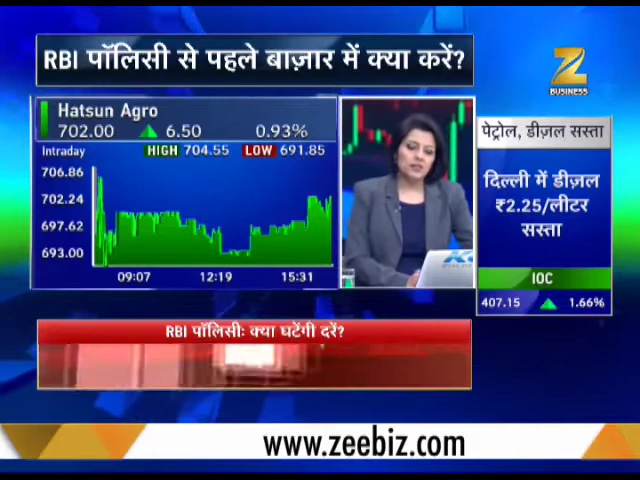 RBI पॉलिसी से पहले बाज़ार में क्या करें?
Z
BUSINESS
Hatsun Agro
702.00 6.50 0.93%
Intraday HIGH 704.55 LOW 691.85
706.86
702.24
697.62
693.00
09:07 12:19 15:31
पेट्रोल, डीज़ल सस्ता
दिल्ली में डीज़ल
₹2.25/लीटर
सस्ता
IOC
407.15 1.66%
RBI पॉलिसी: क्या घटेंगी दरें?
www.zeebiz.com